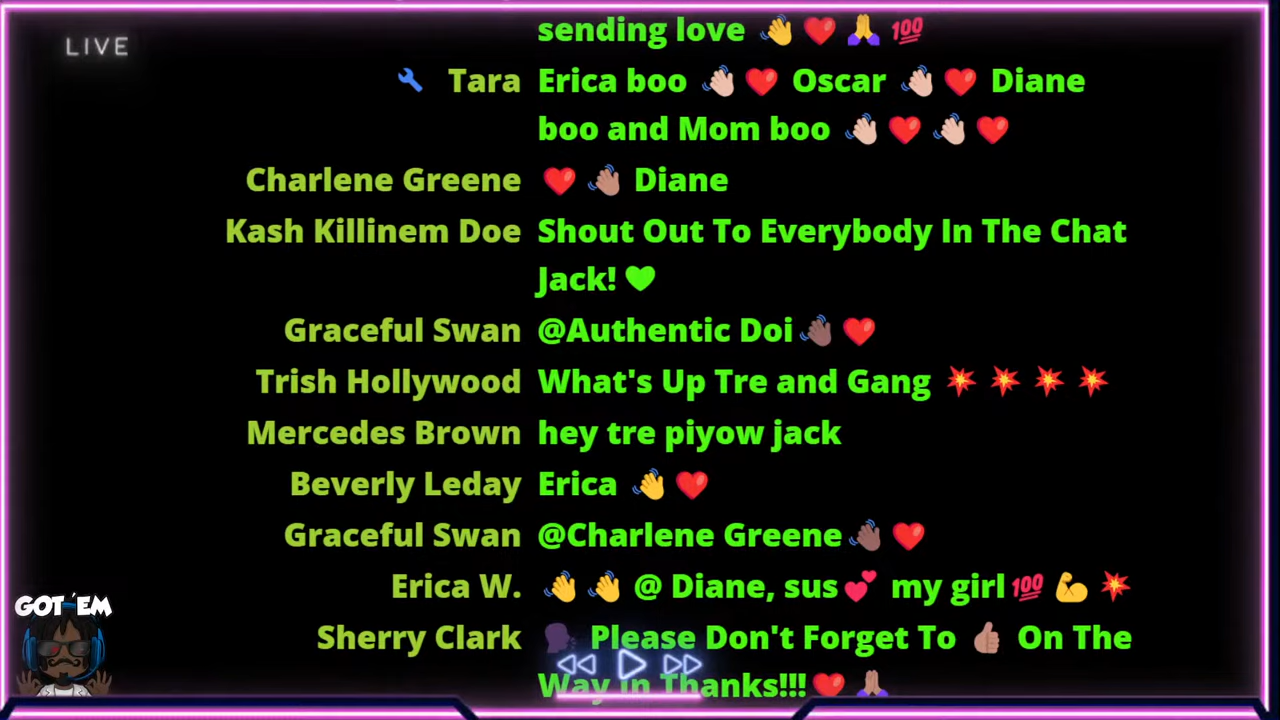 LIVE
sending love 👋 ❤️ 🙏 💯
Tara Erica boo 👋🏻 ❤️ Oscar 👋🏻 ❤️ Diane
boo and Mom boo 👋🏻 ❤️ 👋🏻 ❤️
Charlene Greene ❤️ 👋🏽 Diane
Kash Killinem Doe Shout Out To Everybody In The Chat
Jack! 💚
Graceful Swan @Authentic Doi 👋🏿 ❤️
Trish Hollywood What's Up Tre and Gang 💥 💥 💥 💥
Mercedes Brown hey tre piyow jack
Beverly Leday Erica 👋 ❤️
Graceful Swan @Charlene Greene 👋🏿 ❤️
Erica W. 👋 👋 @ Diane, sus 💕 my girl 💯 💪 💥
Sherry Clark 🗣 Please Don't Forget To 👍🏽 On The
Way in Thanks!!! ❤️ 🙏🏽
GOT 'EM